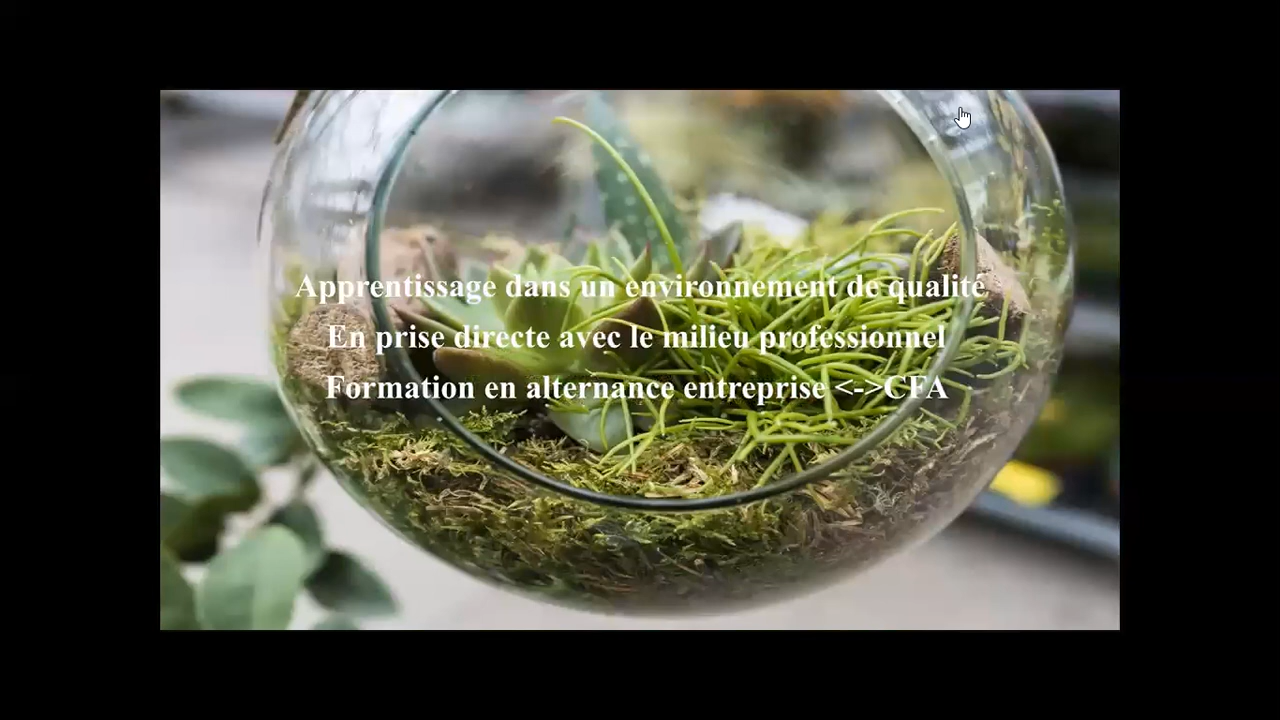 Apprentissage dans un environnement de qualité
En prise directe avec le milieu professionnel
Formation en alternance entreprise <->CFA